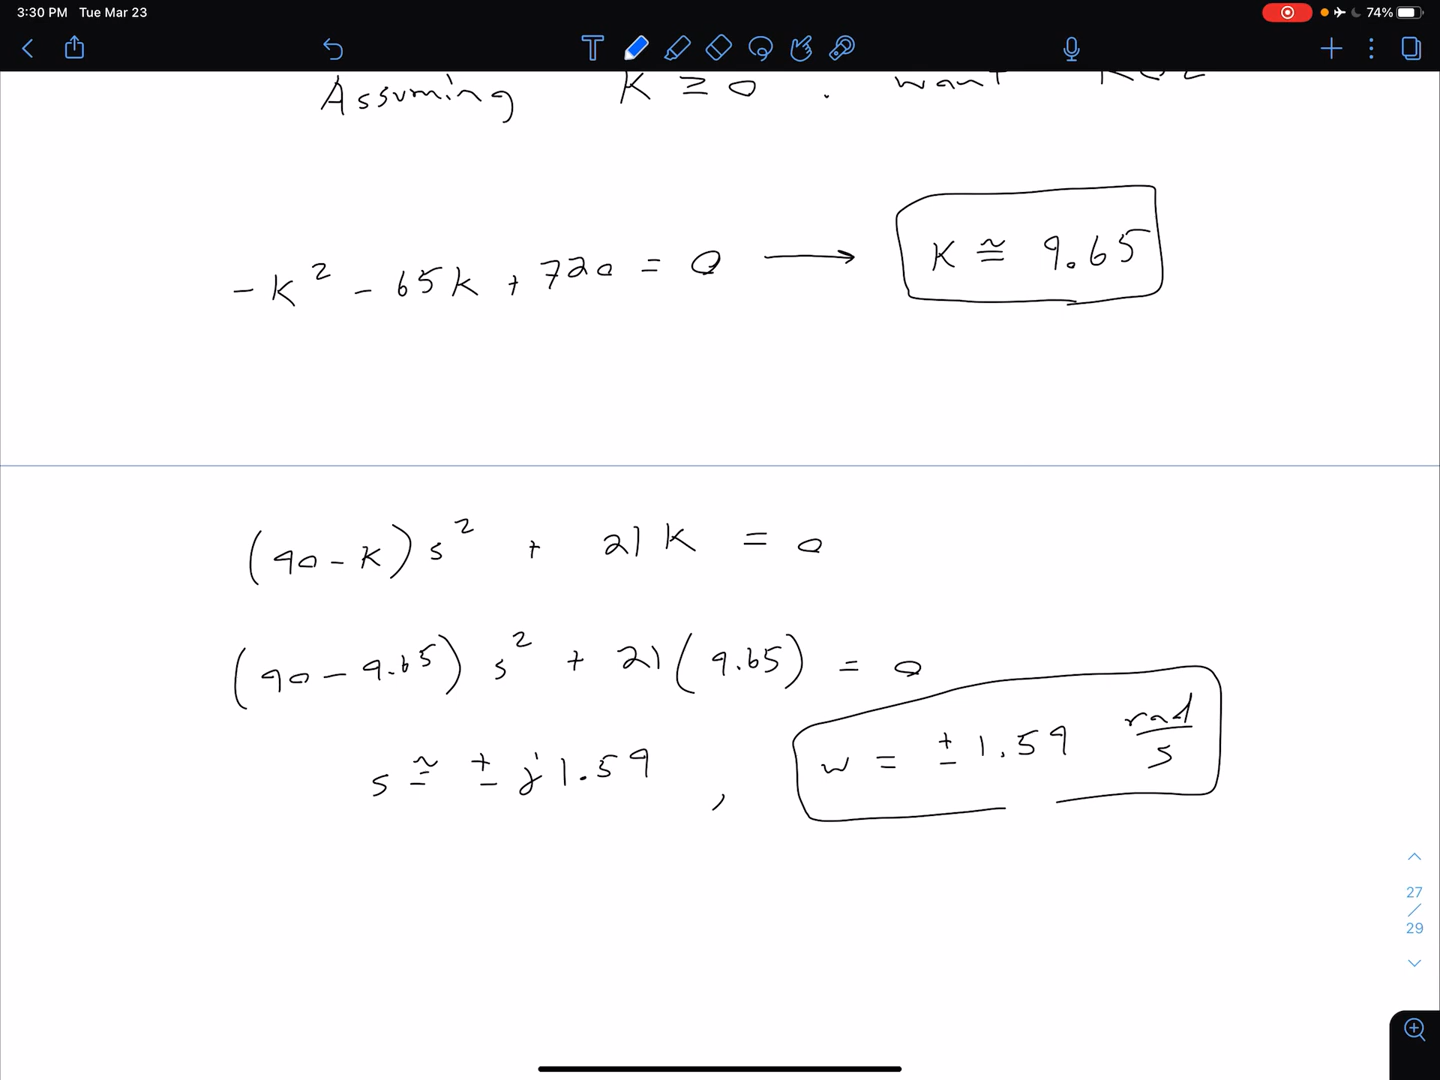 3:30 PM Tue Mar 23
74%
T
Assuming K ≥ 0 . want
-K² - 65K + 720 = 0 → K ≅ 9.65
(90-K)s² + 21K = 0
(90-9.65) s² + 21(9.65) = 0
s ≅ ± j1.59 , w = ± 1.59 rad/s
27
/
29